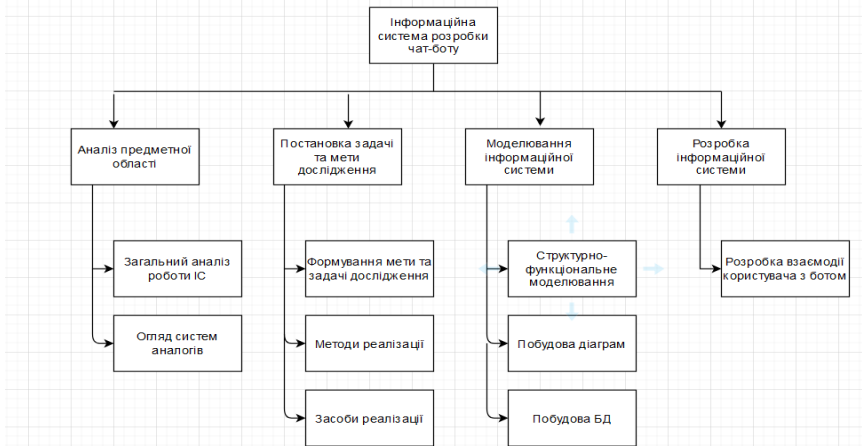 Інформаційна
система розробки
чат-боту
Аналіз предметної
області
Постановка задачі
та мети
дослідження
Моделювання
інформаційної
системи
Розробка
інформаційної
системи
Загальний аналіз
роботи ІС
Формування мети та
задачі дослідження
Структурно-
функціональне
моделювання
Розробка взаємодії
користувача з ботом
Огляд систем
аналогів
Методи реалізації
Побудова діаграм
Засоби реалізації
Побудова БД